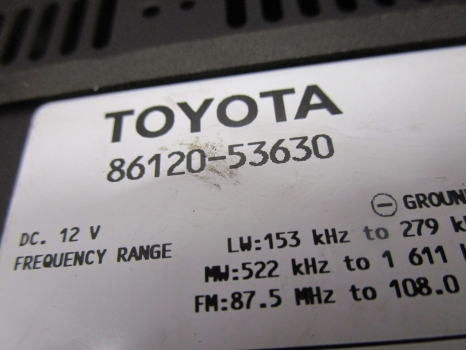 TOYOTA
86120-53630
⊖ GROUN
DC. 12 V
FREQUENCY RANGE
LW:153 kHz to 279 k
MW:522 kHz to 1 611
FM:87.5 MHz to 108.0